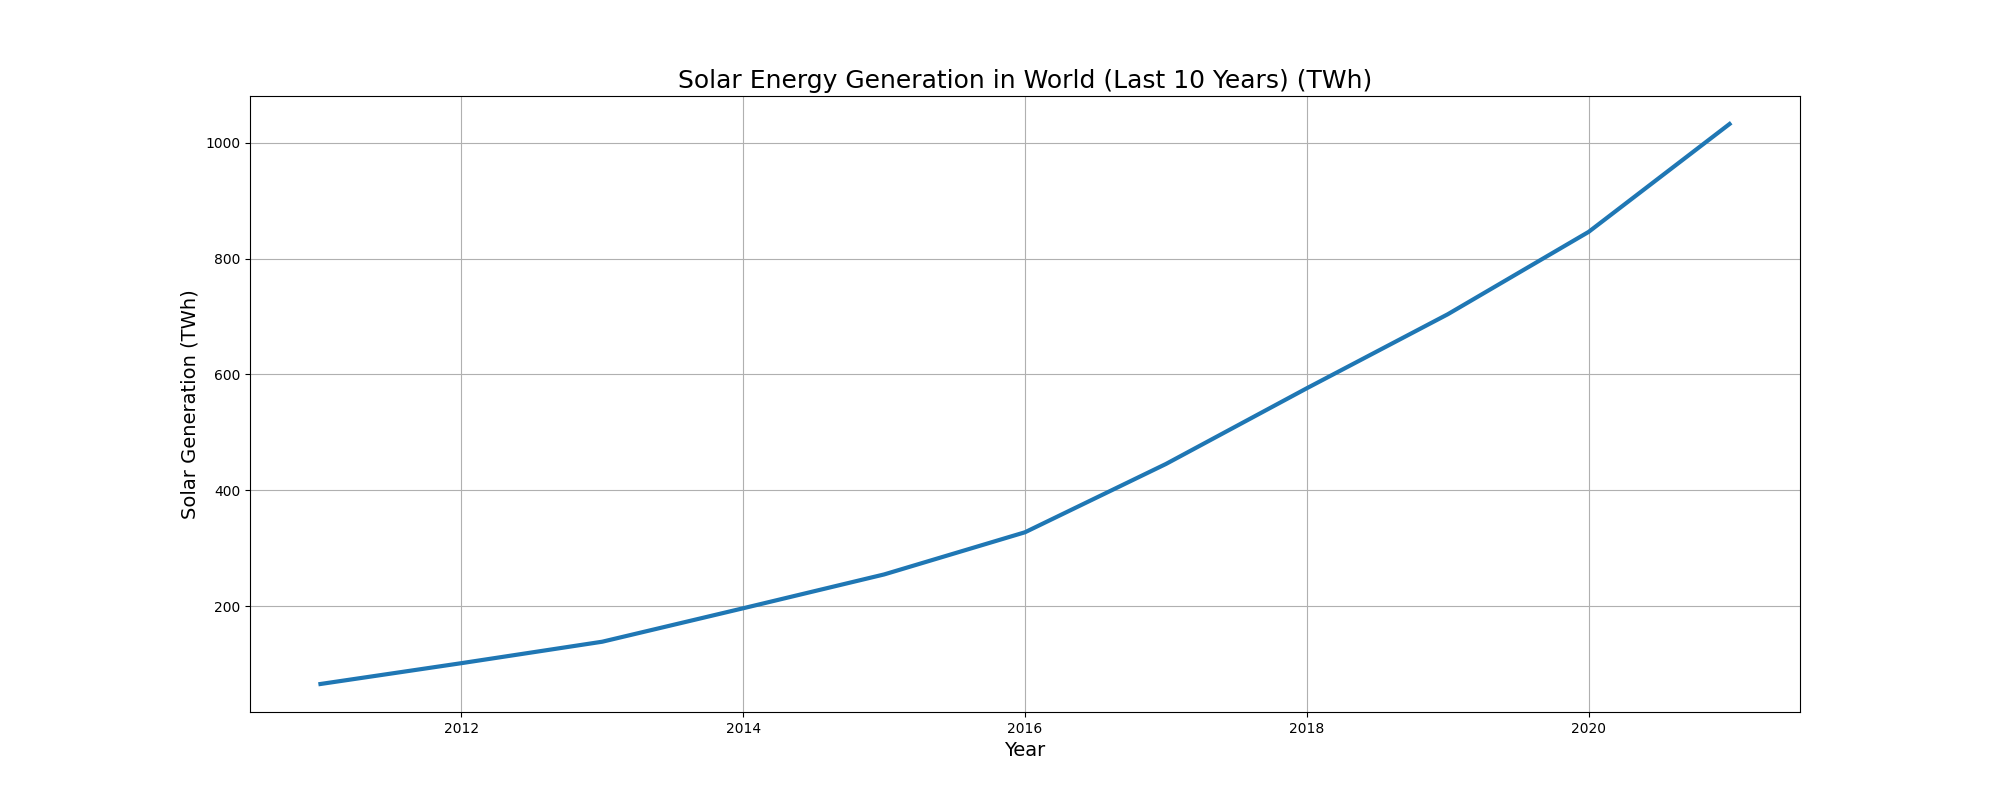 Solar Energy Generation in World (Last 10 Years) (TWh)
1000
800
600
400
200
Solar Generation (TWh)
2012 2014 2016 2018 2020
Year